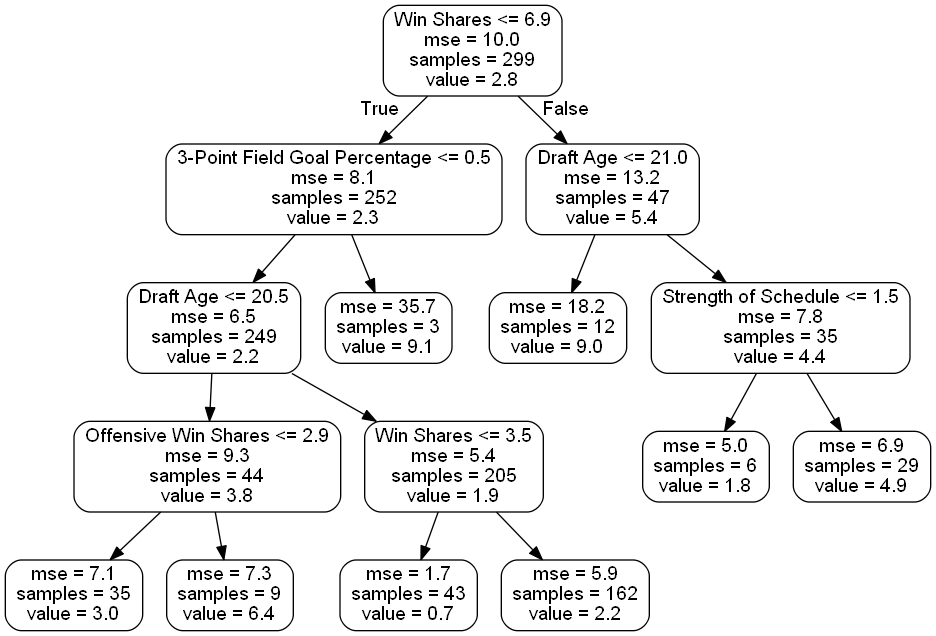 Win Shares <= 6.9
mse = 10.0
samples = 299
value = 2.8
True
False
3-Point Field Goal Percentage <= 0.5
mse = 8.1
samples = 252
value = 2.3
Draft Age <= 21.0
mse = 13.2
samples = 47
value = 5.4
Draft Age <= 20.5
mse = 6.5
samples = 249
value = 2.2
mse = 35.7
samples = 3
value = 9.1
mse = 18.2
samples = 12
value = 9.0
Strength of Schedule <= 1.5
mse = 7.8
samples = 35
value = 4.4
Offensive Win Shares <= 2.9
mse = 9.3
samples = 44
value = 3.8
Win Shares <= 3.5
mse = 5.4
samples = 205
value = 1.9
mse = 5.0
samples = 6
value = 1.8
mse = 6.9
samples = 29
value = 4.9
mse = 7.1
samples = 35
value = 3.0
mse = 7.3
samples = 9
value = 6.4
mse = 1.7
samples = 43
value = 0.7
mse = 5.9
samples = 162
value = 2.2